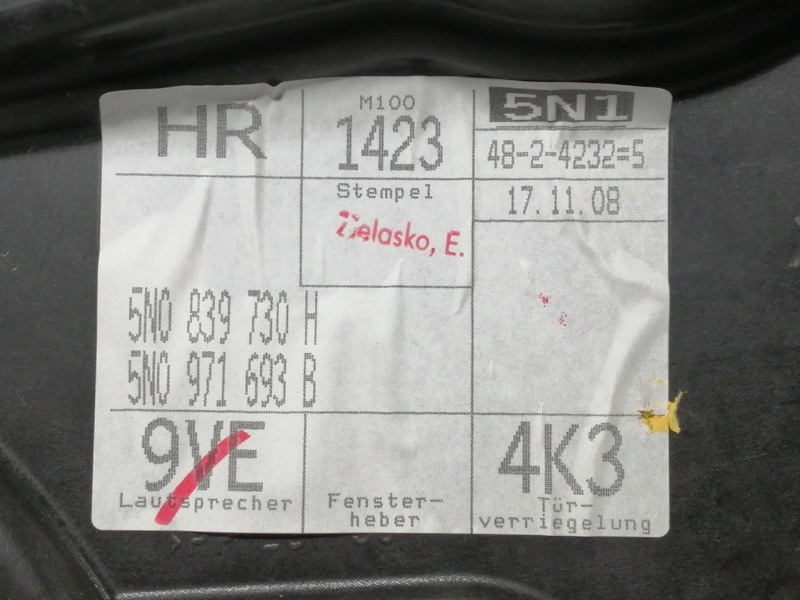 HR
M100
1423
5N1
48-2-4232=5
Stempel
17.11.08
Zielasko, E.
5N0 839 730 H
5N0 971 693 B
9VE
Lautsprecher
Fenster-
heber
4K3
Tür-
verriegelung